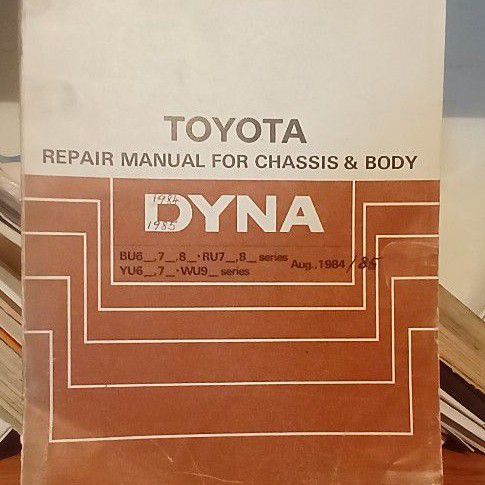 TOYOTA
REPAIR MANUAL FOR CHASSIS & BODY
1984
DYNA
1985
BU6_,7_,8_・RU7_,8_ series
YU6_,7_・WU9_ series
Aug.,1984/85